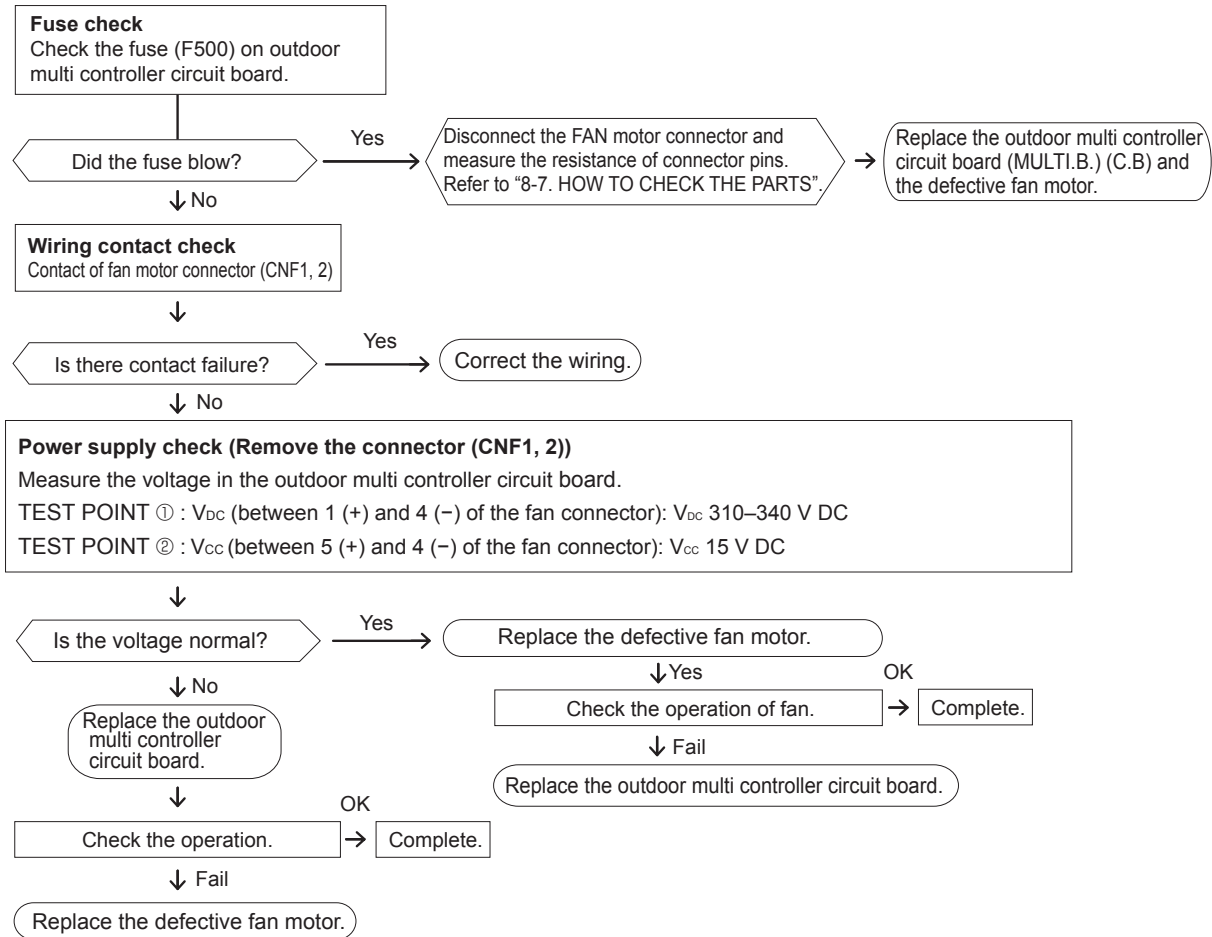 Fuse check
Check the fuse (F500) on outdoor
multi controller circuit board.
Did the fuse blow?
Yes
Disconnect the FAN motor connector and
measure the resistance of connector pins.
Refer to “8-7. HOW TO CHECK THE PARTS”.
Replace the outdoor multi controller
circuit board (MULTI.B.) (C.B) and
the defective fan motor.
No
Wiring contact check
Contact of fan motor connector (CNF1, 2)
Is there contact failure?
Yes
Correct the wiring.
No
Power supply check (Remove the connector (CNF1, 2))
Measure the voltage in the outdoor multi controller circuit board.
TEST POINT ① : VDC (between 1 (+) and 4 (−) of the fan connector): VDC 310–340 V DC
TEST POINT ② : VCC (between 5 (+) and 4 (−) of the fan connector): Vcc 15 V DC
Is the voltage normal?
Yes
Replace the defective fan motor.
Yes
Check the operation of fan.
OK
Complete.
Fail
Replace the outdoor multi controller circuit board.
No
Replace the outdoor
multi controller
circuit board.
Check the operation.
OK
Complete.
Fail
Replace the defective fan motor.